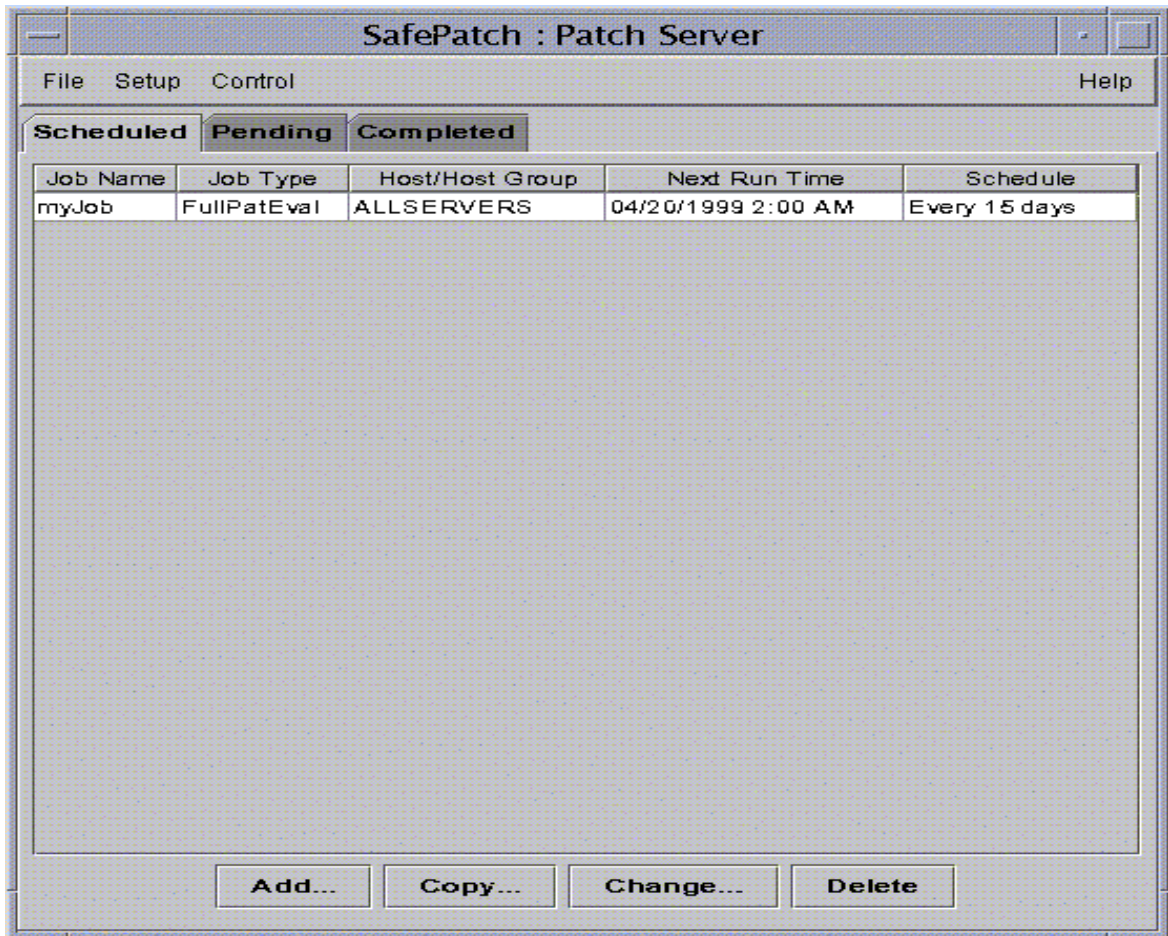 SafePatch : Patch Server
File Setup Control Help
Scheduled Pending Completed
Job Name Job Type Host/Host Group Next Run Time Schedule
myJob FullPatEval ALLSERVERS 04/20/1999 2:00 AM Every 15 days
Add... Copy... Change... Delete